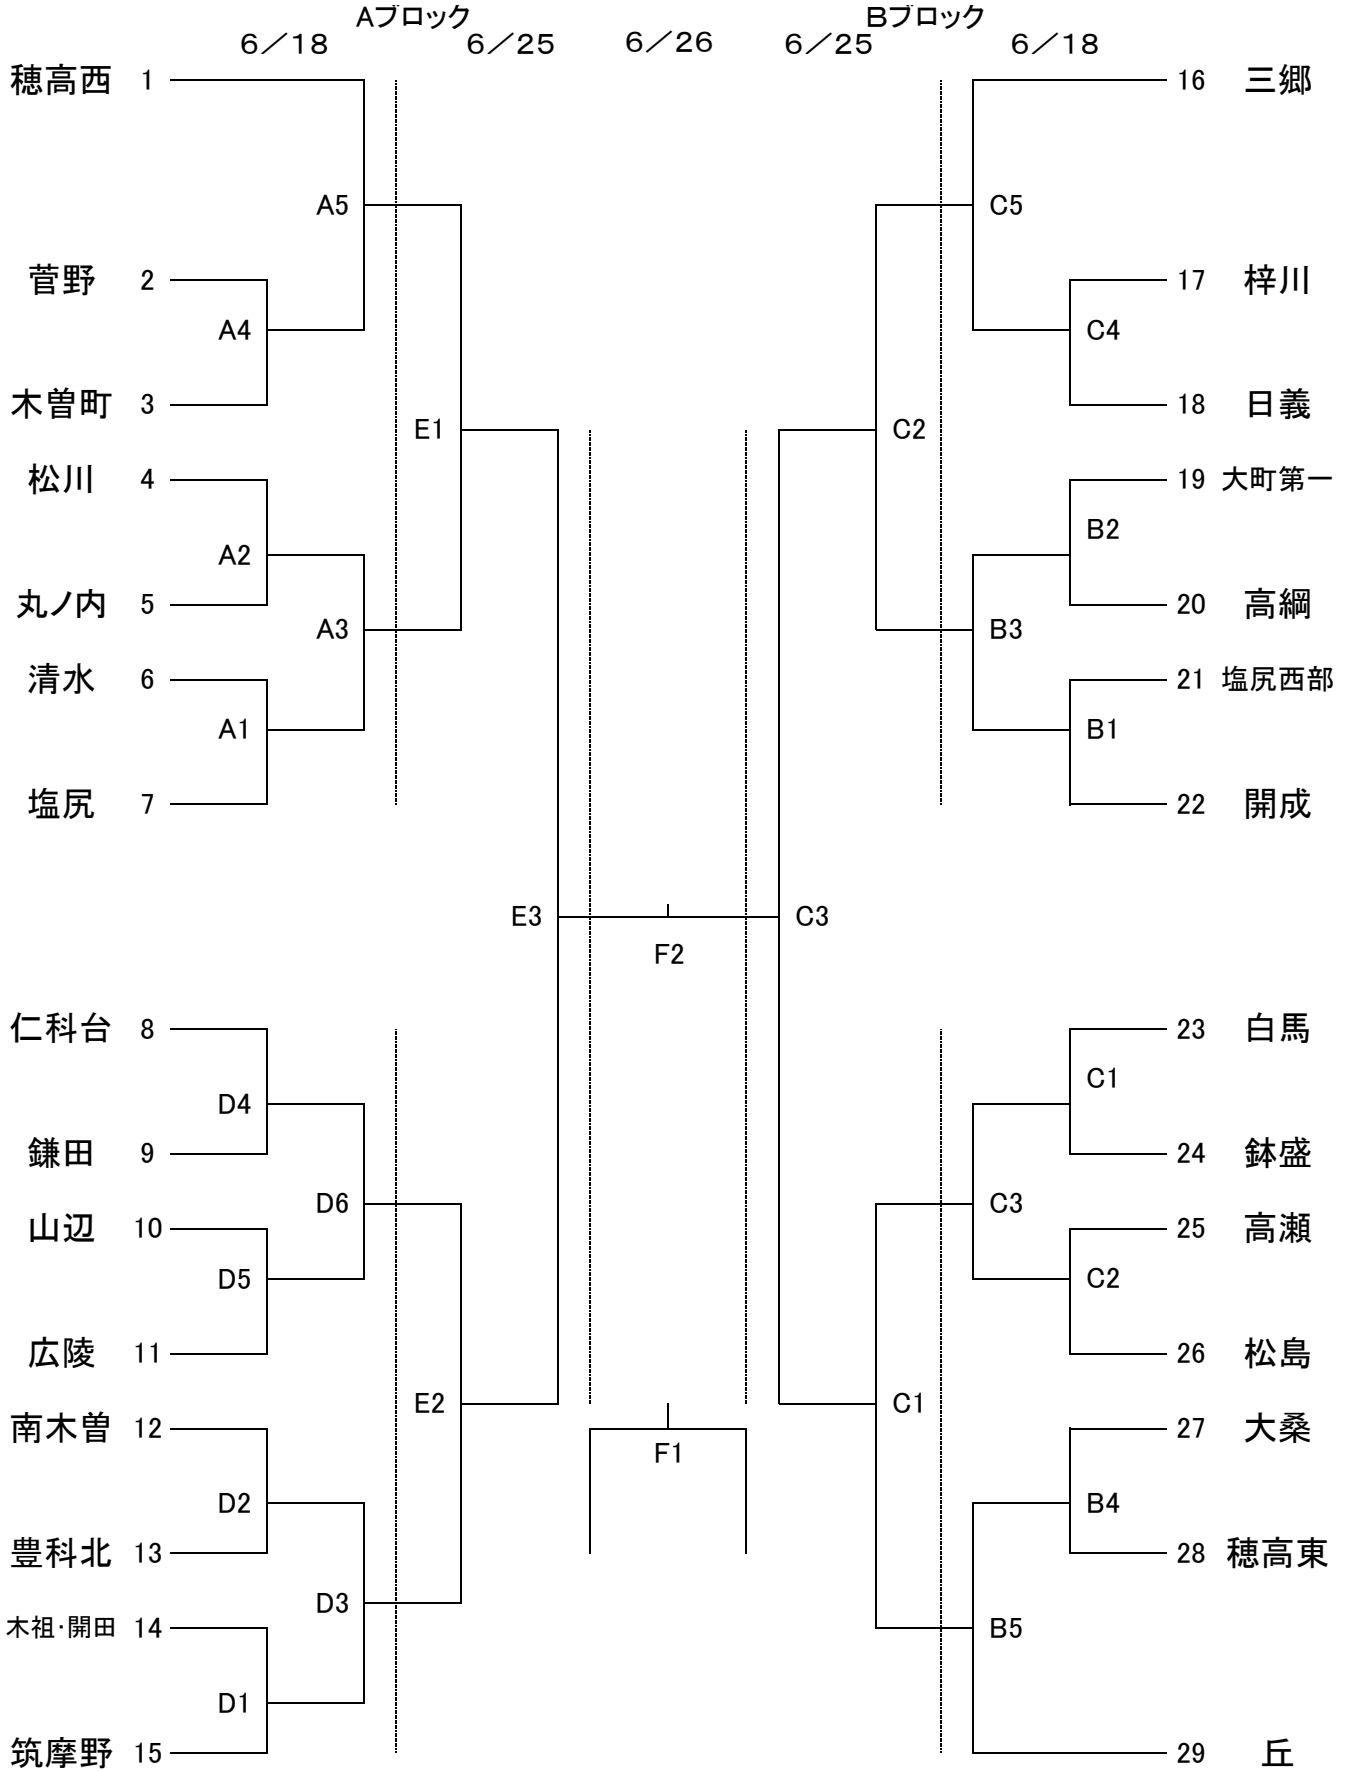 Aブロック Bブロック
6／18 6／25 6／26 6／25 6／18
穂高西 1 16 三郷
A5 C5
菅野 2 17 梓川
A4 C4
木曽町 3 18 日義
E1 C2
松川 4 19 大町第一
B2
A2
丸ノ内 5 20 高綱
A3 B3
清水 6 21 塩尻西部
A1 B1
塩尻 7 22 開成
E3 C3
F2
仁科台 8 23 白馬
C1
D4
鎌田 9 24 鉢盛
D6 C3
山辺 10 25 高瀬
D5 C2
広陵 11 26 松島
E2 C1
南木曽 12 27 大桑
F1
D2 B4
豊科北 13 28 穂高東
D3
木祖・開田 14 B5
D1
筑摩野 15 29 丘